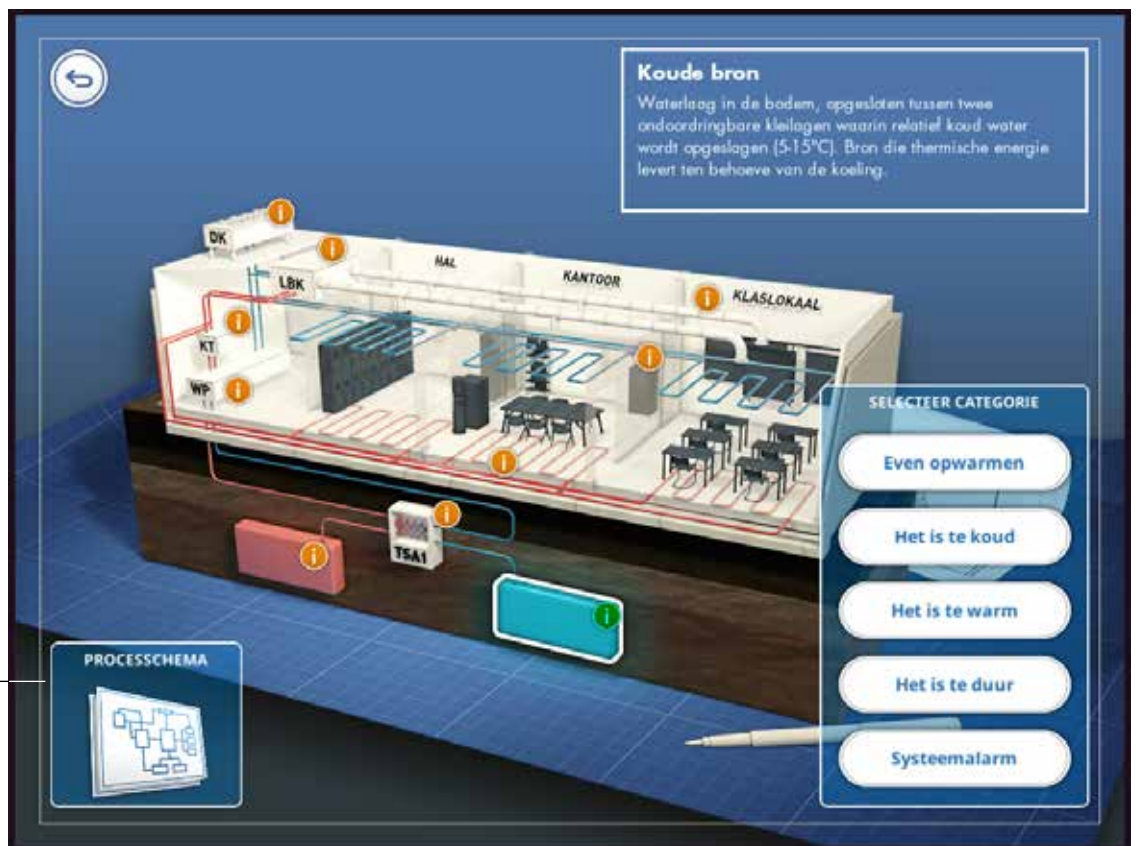 Koude bron
Waterlaag in de bodem, opgesloten tussen twee
ondoordringbare kleilagen waarin relatief koud water
wordt opgeslagen (5-15°C). Bron die thermische energie
levert ten behoeve van de koeling.
DK
LBK
HAL
KANTOOR
KLASLOKAAL
KT
WP
TSA1
SELECTEER CATEGORIE
Even opwarmen
Het is te koud
Het is te warm
Het is te duur
Systeemalarm
PROCESSCHEMA